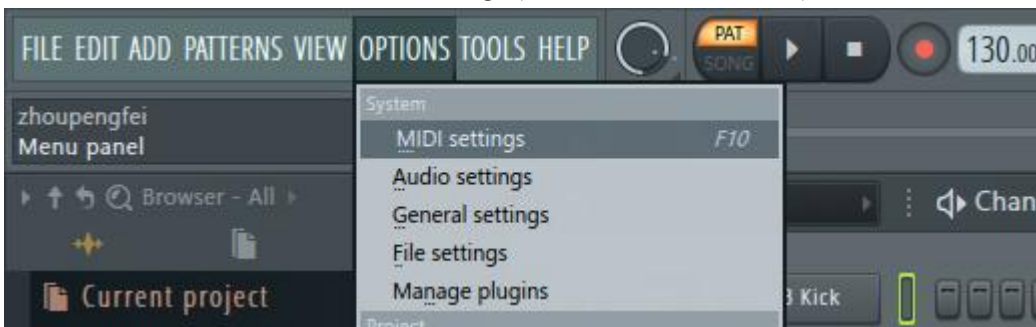 FILE EDIT ADD PATTERNS VIEW OPTIONS TOOLS HELP
PAT
SONG
130.00
zhoupengfei
Menu panel
System
MIDI settings F10
Audio settings
General settings
File settings
Manage plugins
Project
Browser - All
Chan
Current project
Kick